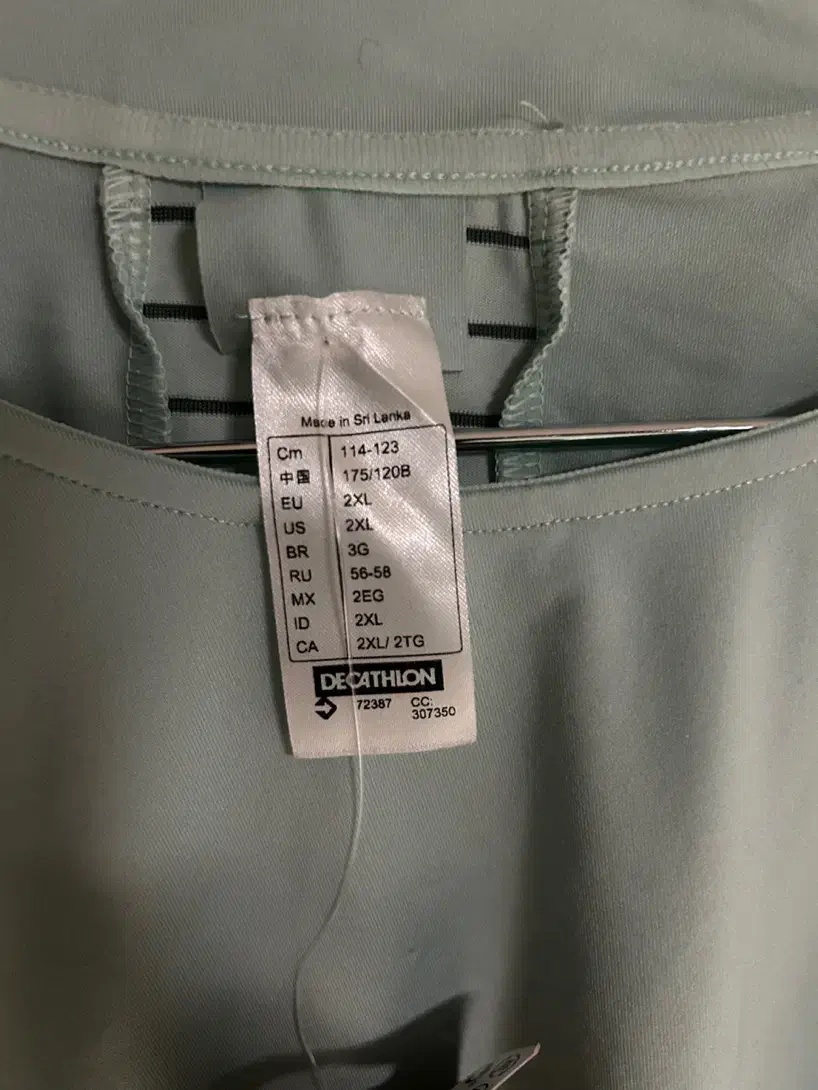 Made in Sri Lanka
Cm 114-123
中国 175/120B
EU 2XL
US 2XL
BR 3G
RU 56-58
MX 2EG
ID 2XL
CA 2XL/ 2TG
DECATHLON
72387 CC:
307350